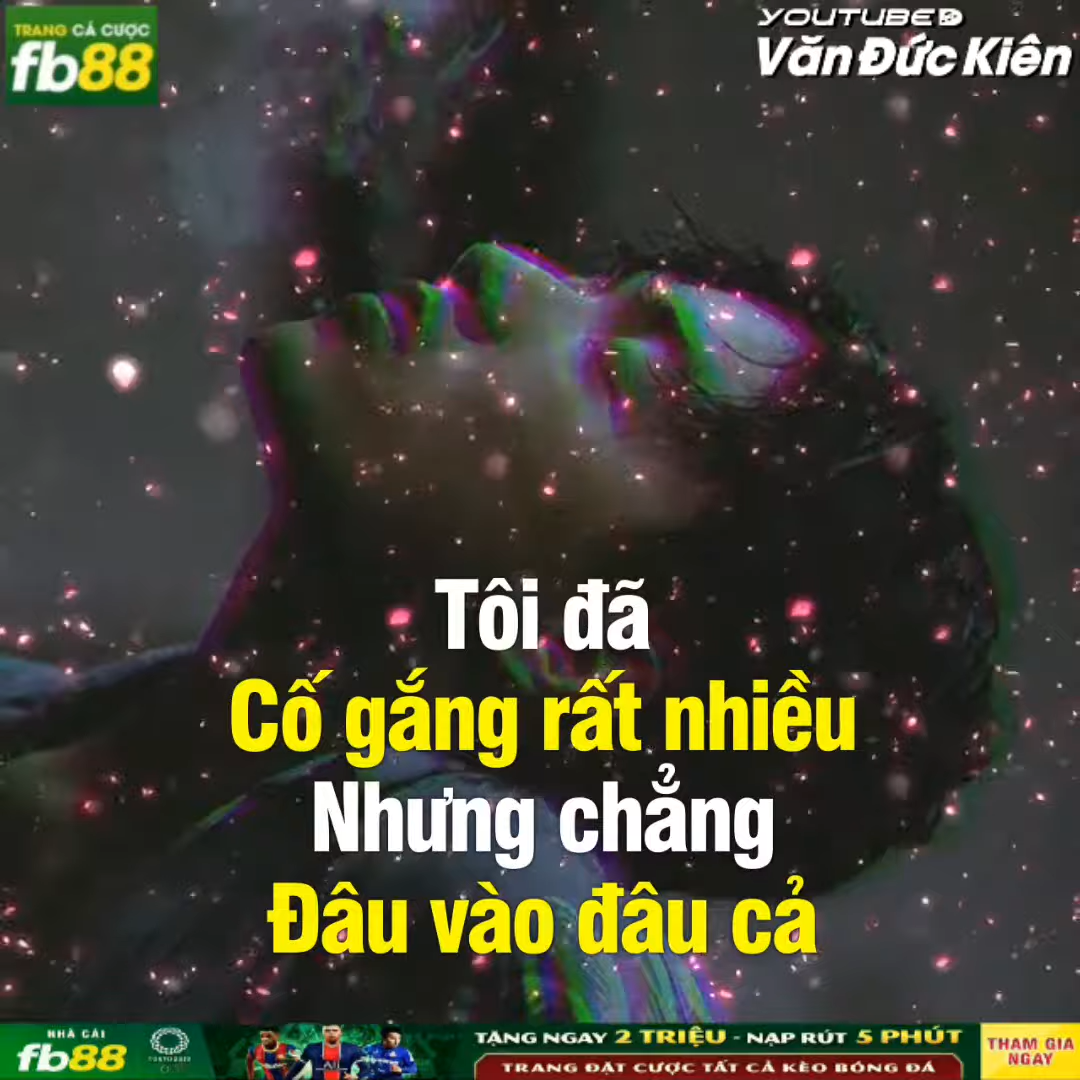 TRANG CÁ CƯỢC
fb88
YOUTUBE
Văn Đức Kiên
Tôi đã
Cố gắng rất nhiều
Nhưng chẳng
Đâu vào đâu cả
NHÀ CÁI
fb88
TẶNG NGAY 2 TRIỆU - NẠP RÚT 5 PHÚT
TRANG ĐẶT CƯỢC TẤT CẢ KÈO BÓNG ĐÁ
THAM GIA
NGAY